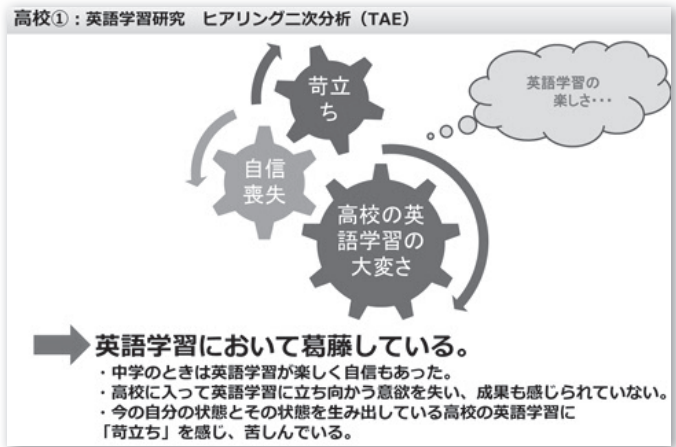 高校①：英語学習研究　ヒアリング二次分析（TAE）
苛立
ち
英語学習の
楽しさ・・・
自信
喪失
高校の英
語学習の
大変さ
英語学習において葛藤している。
・中学のときは英語学習が楽しく自信もあった。
・高校に入って英語学習に立ち向かう意欲を失い、成果も感じられていない。
・今の自分の状態とその状態を生み出している高校の英語学習に
「苛立ち」を感じ、苦しんでいる。